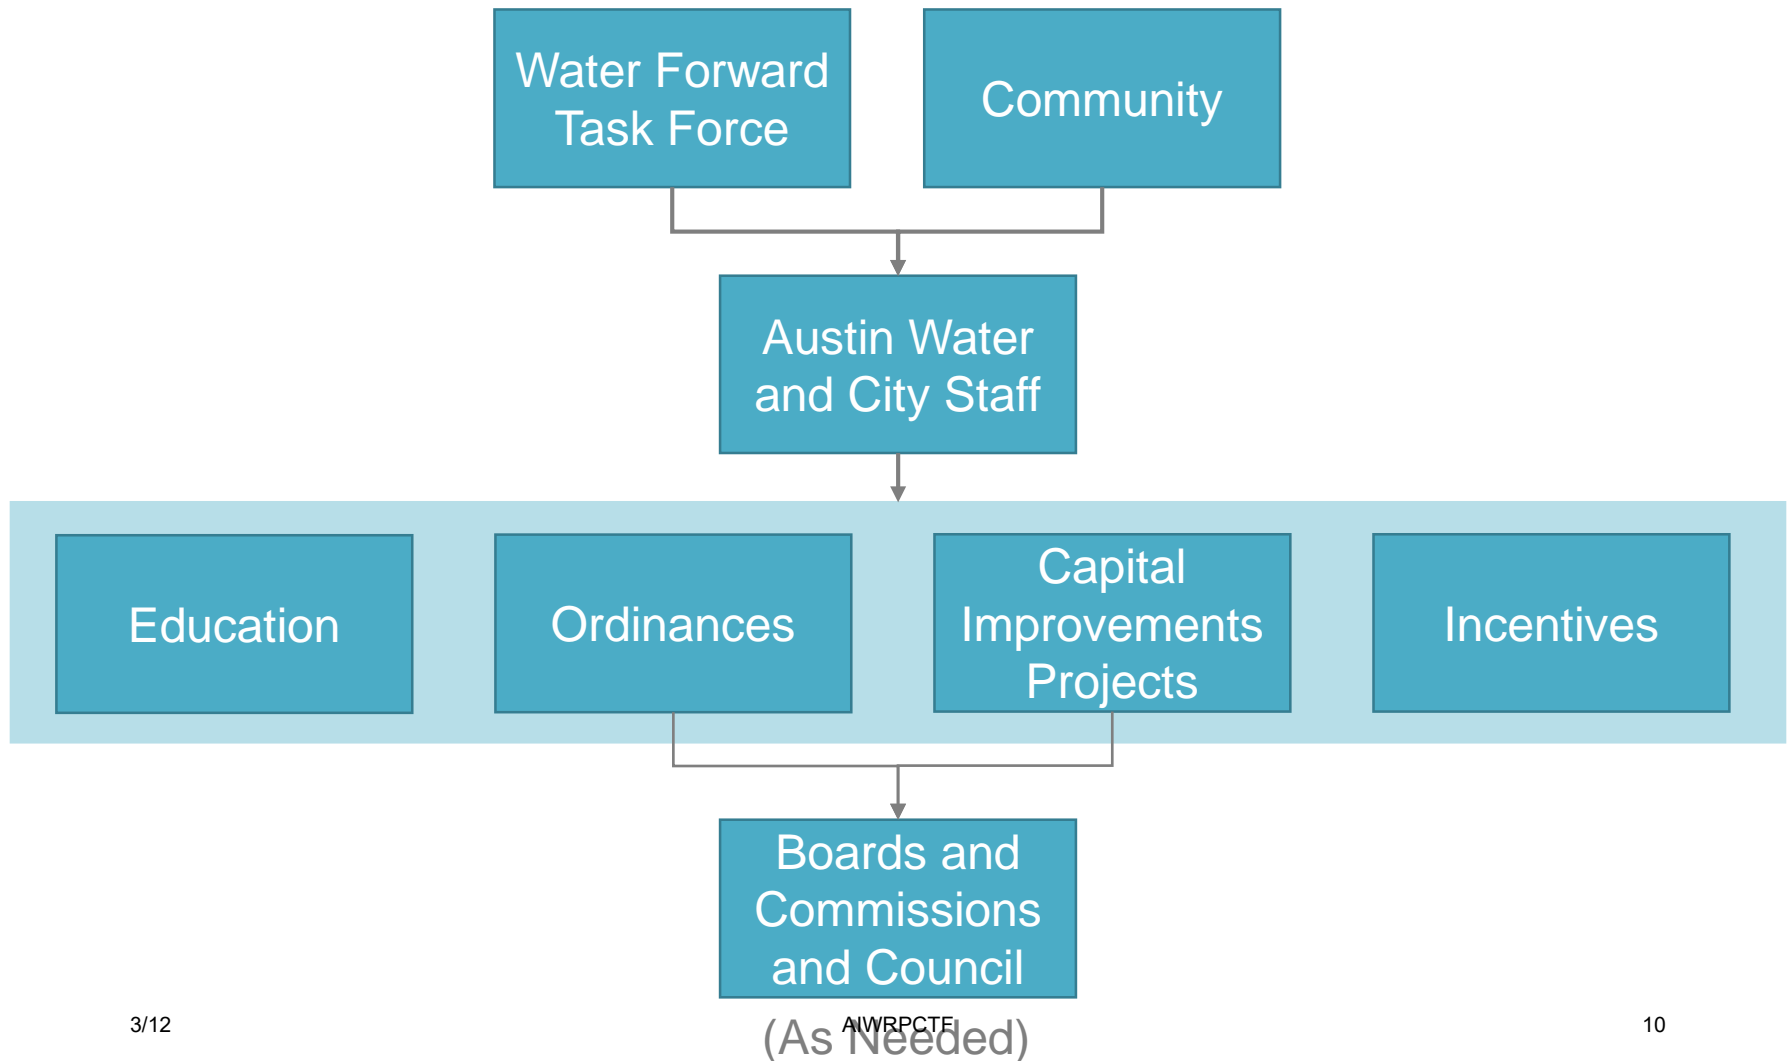 Water Forward
Task Force
Community
Austin Water
and City Staff
Education
Ordinances
Capital
Improvements
Projects
Incentives
Boards and
Commissions
and Council
(As Needed)
3/12
AIWRPCTF
10